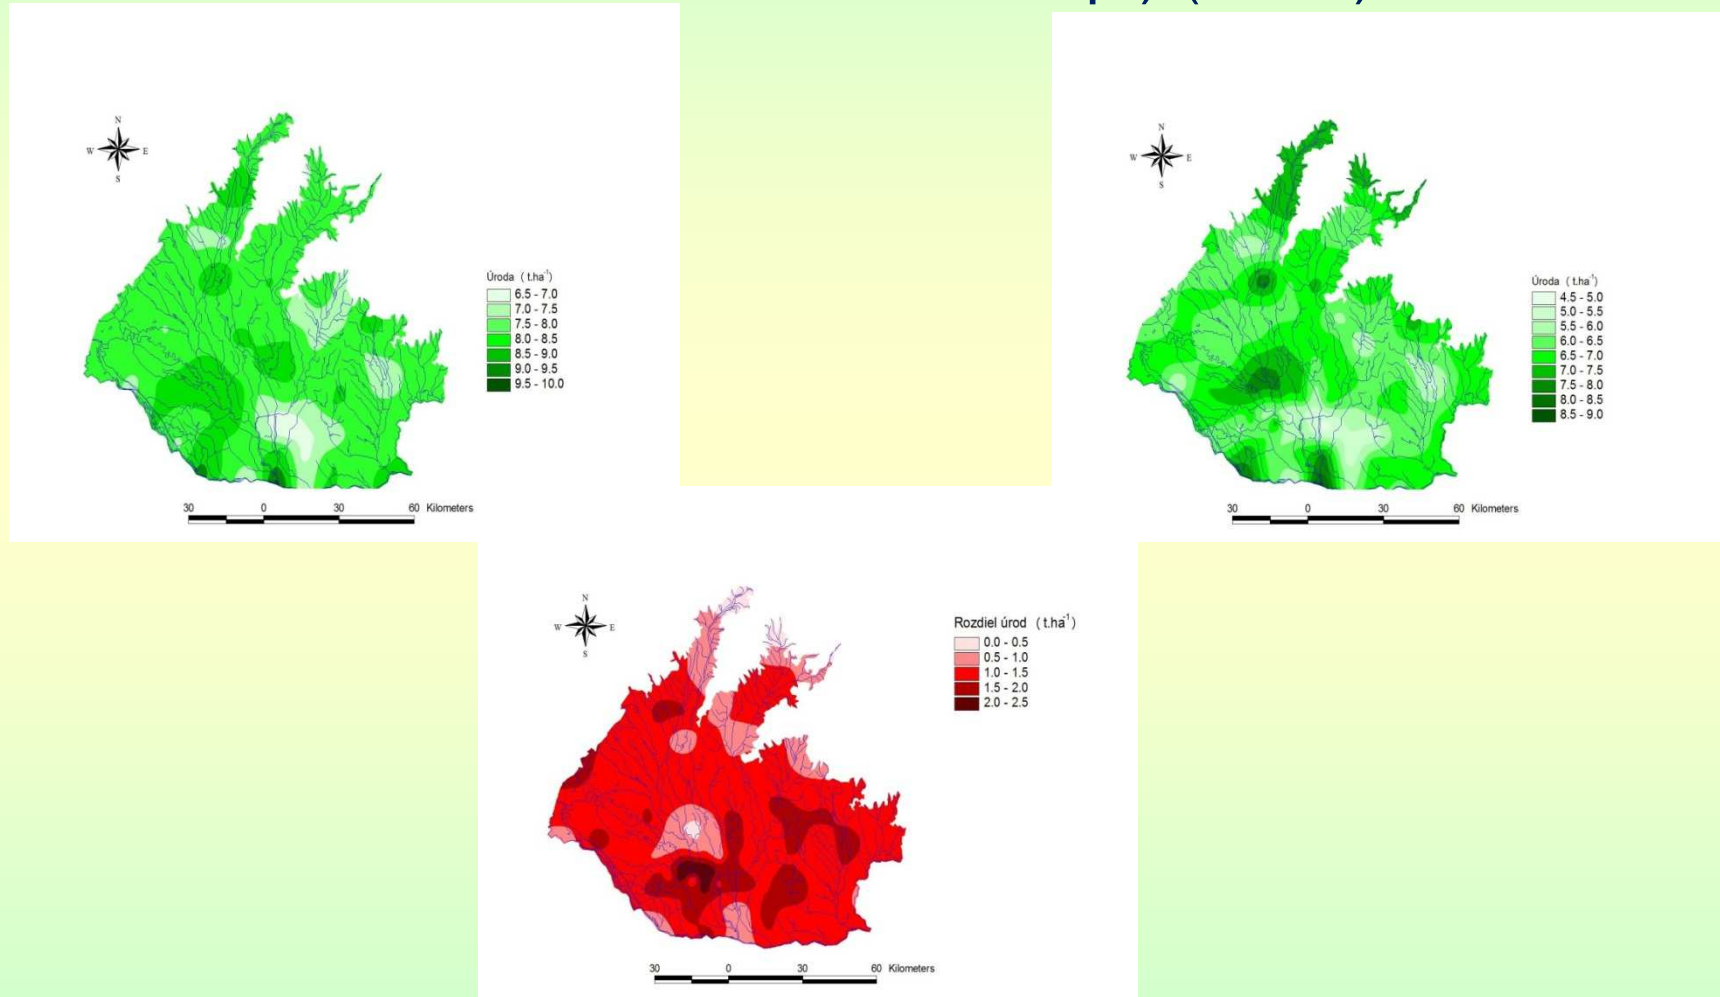 N
W E
S
Úroda ( t.ha⁻¹)
6.5 - 7.0
7.0 - 7.5
7.5 - 8.0
8.0 - 8.5
8.5 - 9.0
9.0 - 9.5
9.5 - 10.0
30 0 30 60 Kilometers
N
W E
S
Úroda ( t.ha⁻¹)
4.5 - 5.0
5.0 - 5.5
5.5 - 6.0
6.0 - 6.5
6.5 - 7.0
7.0 - 7.5
7.5 - 8.0
8.0 - 8.5
8.5 - 9.0
30 0 30 60 Kilometers
N
W E
S
Rozdiel úrod ( t.ha⁻¹)
0.0 - 0.5
0.5 - 1.0
1.0 - 1.5
1.5 - 2.0
2.0 - 2.5
30 0 30 60 Kilometers